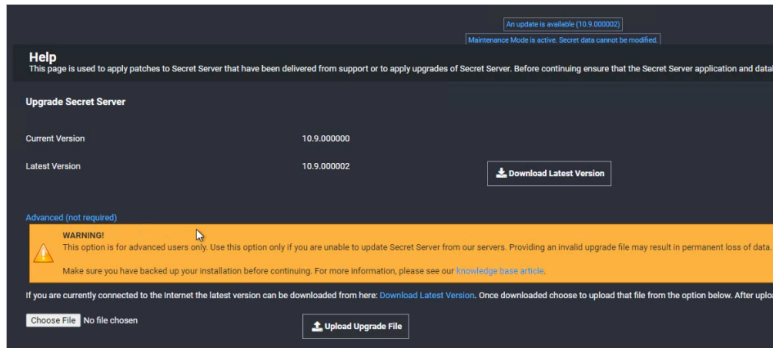 An update is available (10.9.000002)
Maintenance Mode is active. Secret data cannot be modified.
Help
This page is used to apply patches to Secret Server that have been delivered from support or to apply upgrades of Secret Server. Before continuing ensure that the Secret Server application and datal
Upgrade Secret Server
Current Version 10.9.000000
Latest Version 10.9.000002 Download Latest Version
Advanced (not required)
WARNING!
This option is for advanced users only. Use this option only if you are unable to update Secret Server from our servers. Providing an invalid upgrade file may result in permanent loss of data.
Make sure you have backed up your installation before continuing. For more information, please see our knowledge base article.
If you are currently connected to the Internet the latest version can be downloaded from here: Download Latest Version. Once downloaded choose to upload that file from the option below. After uploa
Choose File No file chosen Upload Upgrade File